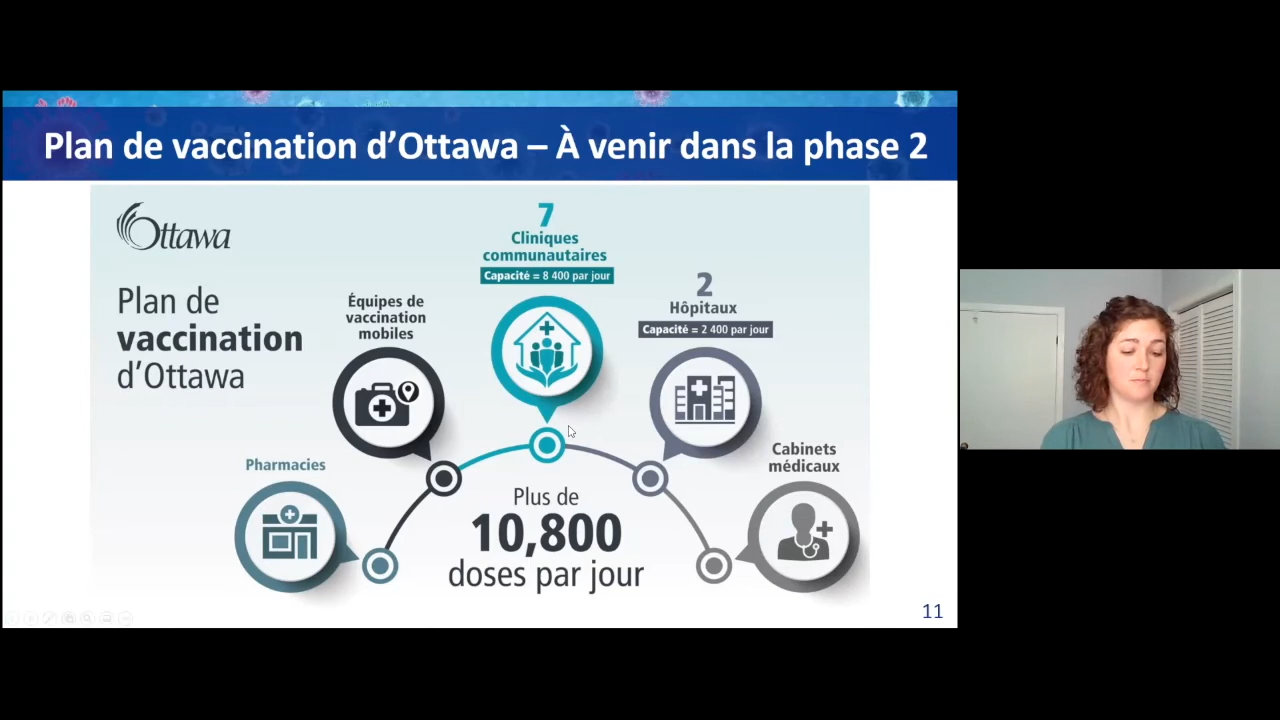 Plan de vaccination d’Ottawa – À venir dans la phase 2
Ottawa
Plan de
vaccination
d’Ottawa
Pharmacies
Équipes de
vaccination
mobiles
7
Cliniques
communautaires
Capacité = 8 400 par jour
2
Hôpitaux
Capacité = 2 400 par jour
Cabinets
médicaux
Plus de
10,800
doses par jour
11